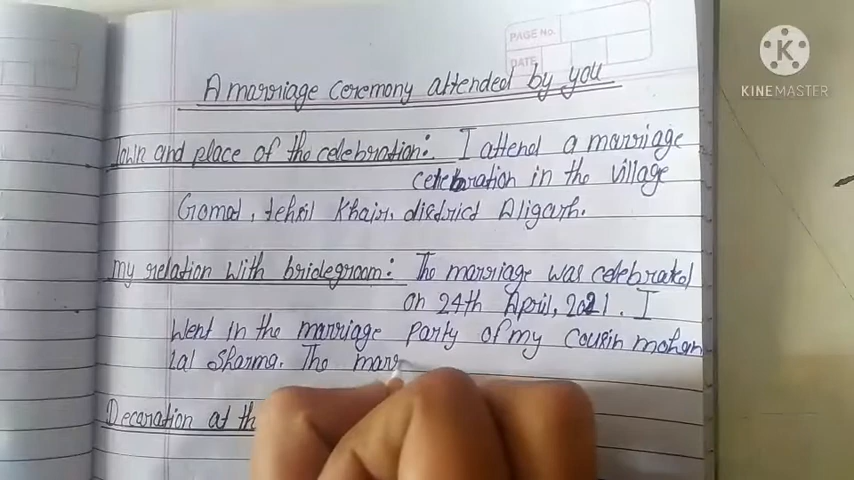 PAGE No.
DATE
KINEMASTER
A marriage ceremony attended by you
Town and place of the celebration: I attend a marriage
celebration in the village
Gomat, tehsil Khair, district Aligarh.
my relation with bridegroom: The marriage was celebrated
on 24th April, 2021. I
Went in the marriage party of my cousin mohan
lal sharma. The marr
Decaration at th